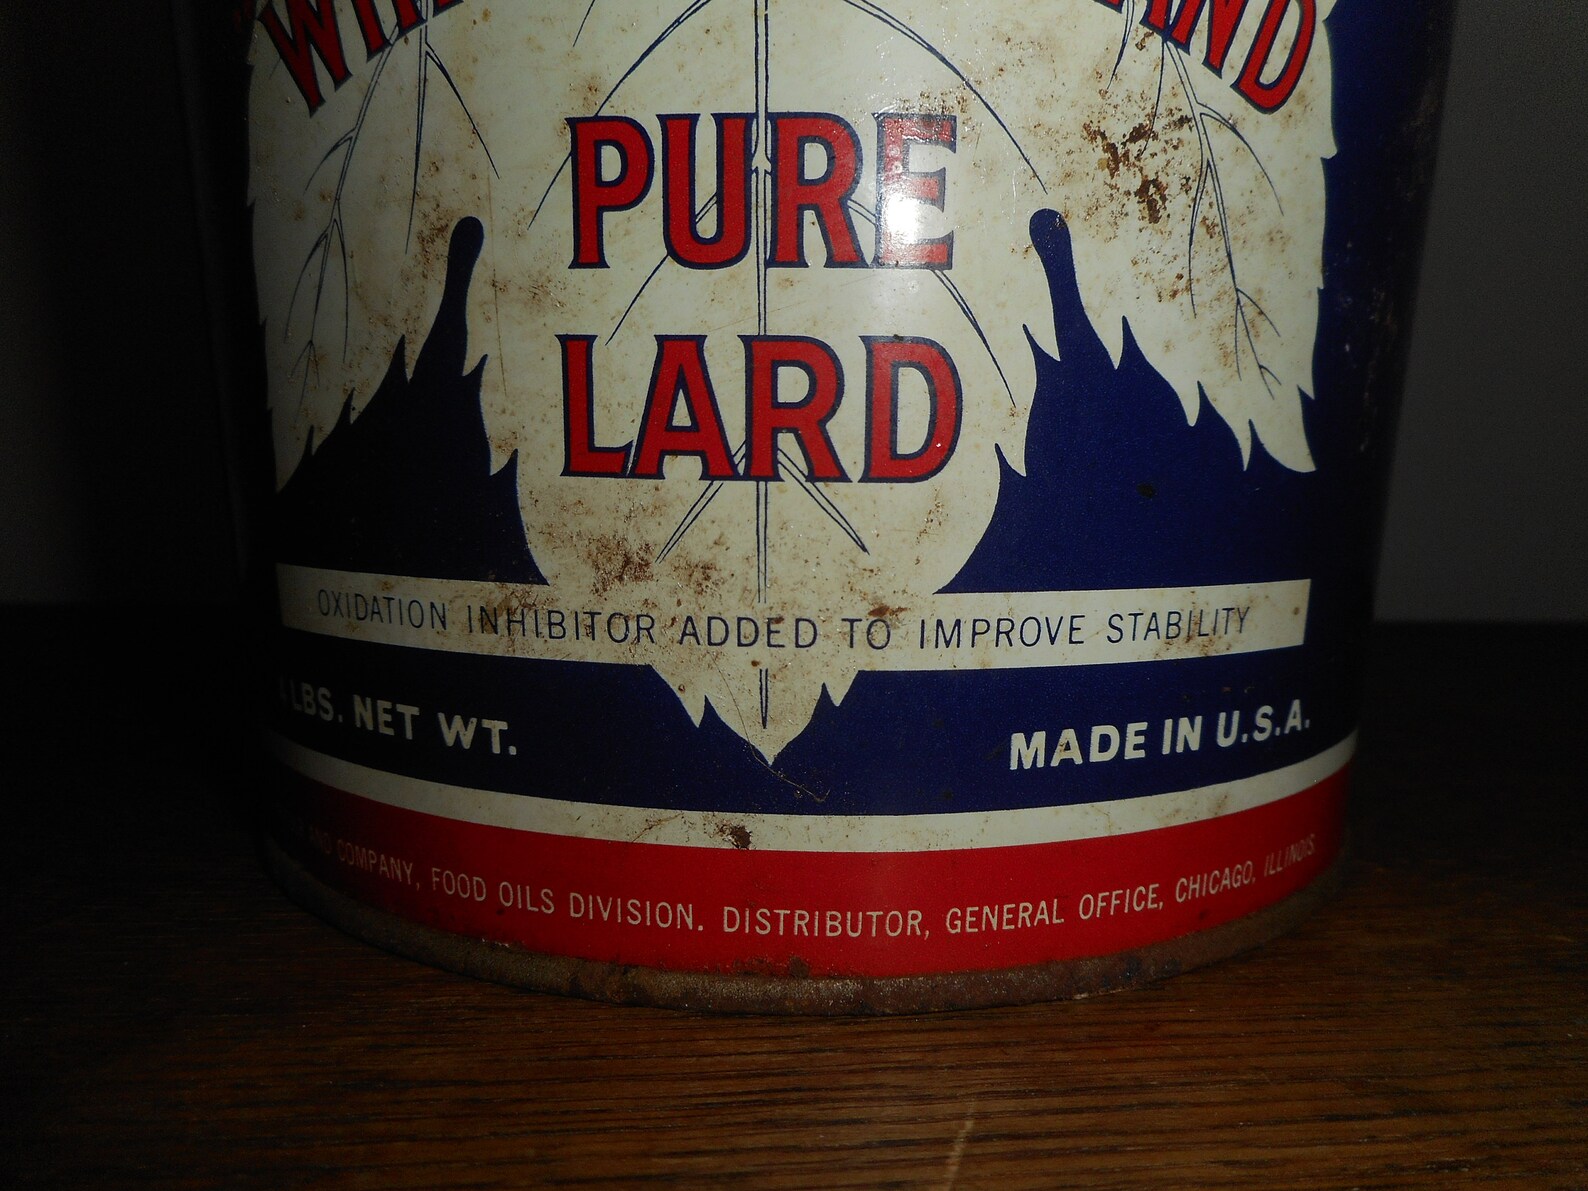 PURE
LARD
OXIDATION INHIBITOR ADDED TO IMPROVE STABILITY
LBS. NET WT.
MADE IN U.S.A.
COMPANY, FOOD OILS DIVISION. DISTRIBUTOR, GENERAL OFFICE, CHICAGO, ILLINOIS